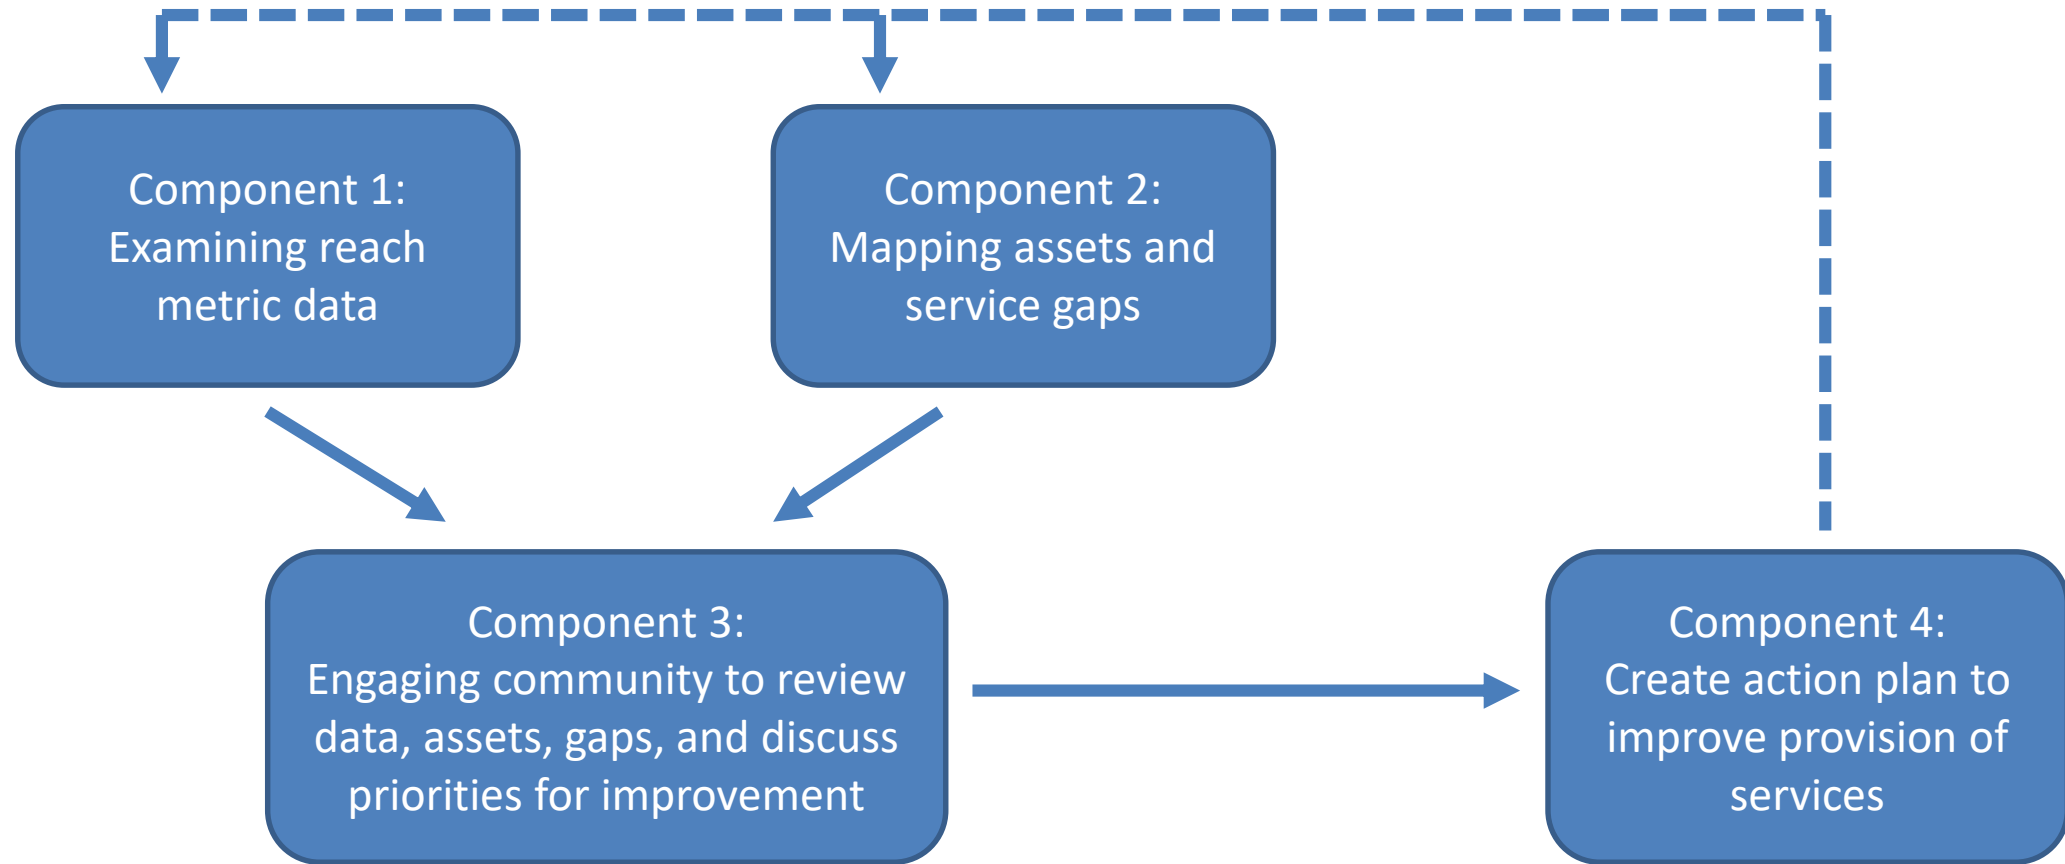 Component 1:
Examining reach
metric data
Component 2:
Mapping assets and
service gaps
Component 3:
Engaging community to review
data, assets, gaps, and discuss
priorities for improvement
Component 4:
Create action plan to
improve provision of
services